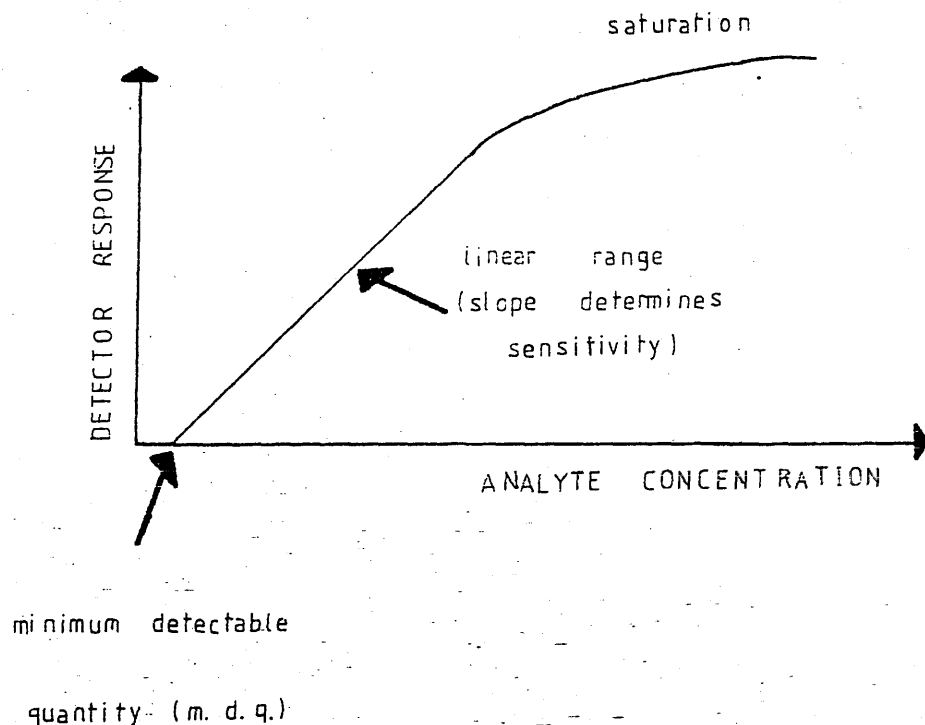 saturation
DETECTOR RESPONSE
linear range
(slope determines
sensitivity)
ANALYTE CONCENTRATION
minimum detectable
quantity (m. d. q.)